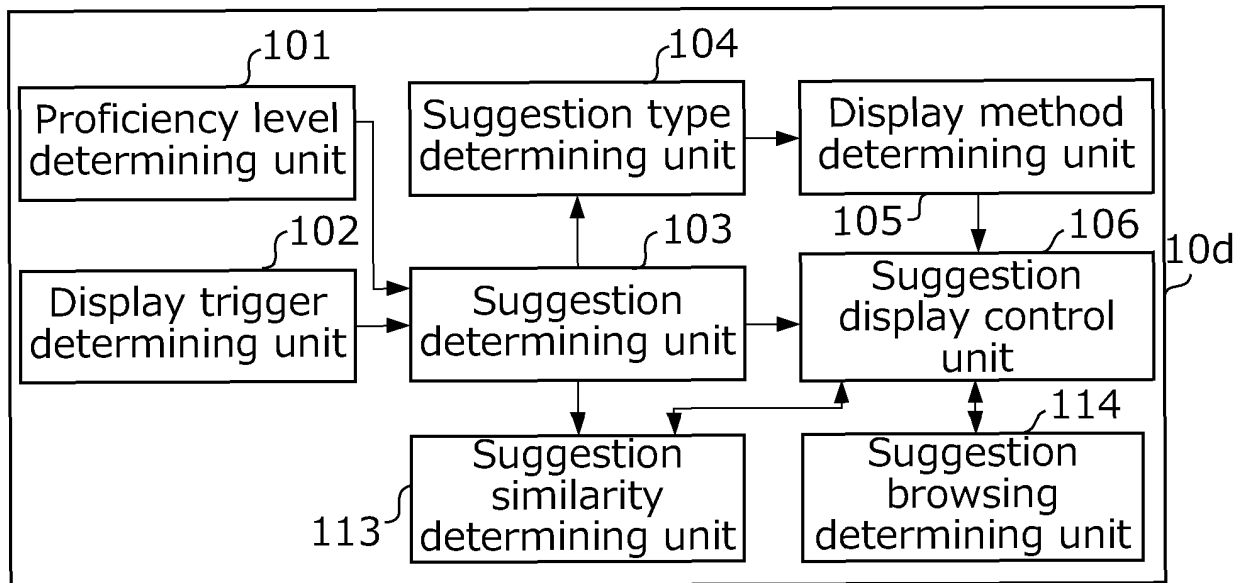 101
Proficiency level
determining unit
104
Suggestion type
determining unit
Display method
determining unit
105
102
Display trigger
determining unit
103
Suggestion
determining unit
106
Suggestion
display control
unit
10d
113
Suggestion
similarity
determining unit
114
Suggestion
browsing
determining unit